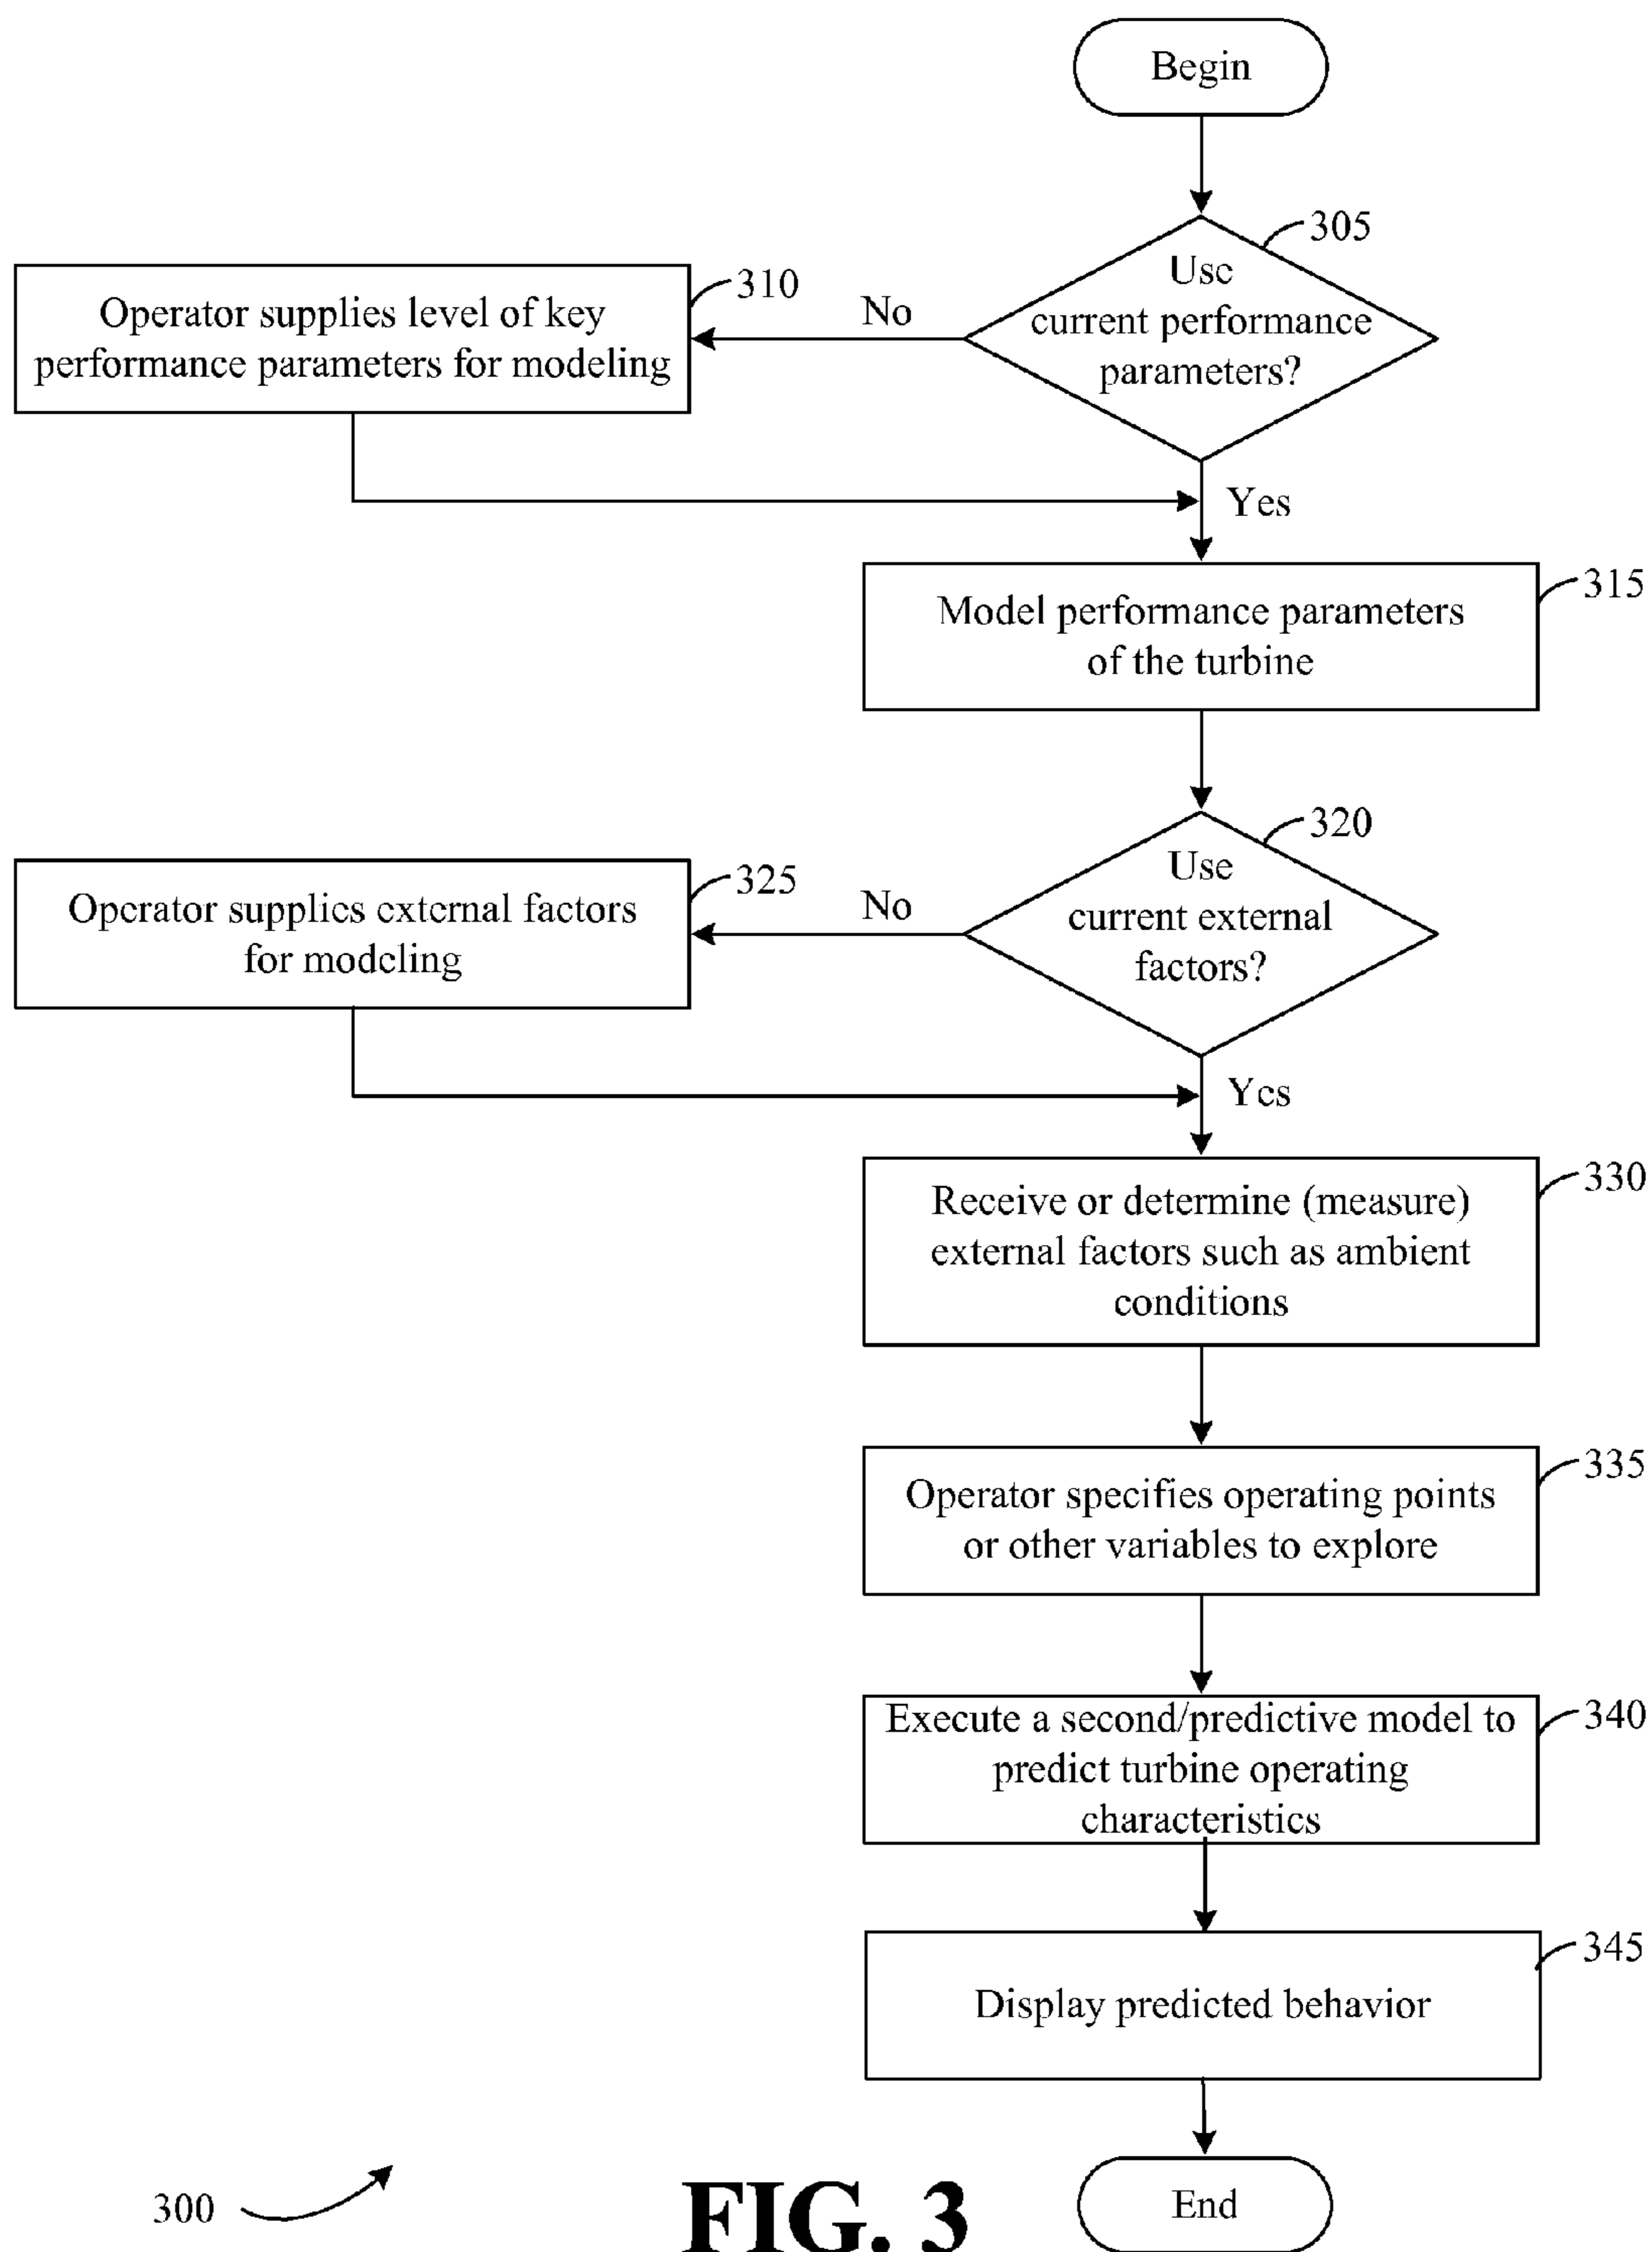 Begin
305
Use
current performance
parameters?
No
310
Operator supplies level of key
performance parameters for modeling
Yes
315
Model performance parameters
of the turbine
320
Use
current external
factors?
No
325
Operator supplies external factors
for modeling
Yes
330
Receive or determine (measure)
external factors such as ambient
conditions
335
Operator specifies operating points
or other variables to explore
340
Execute a second/predictive model to
predict turbine operating
characteristics
345
Display predicted behavior
End
300
FIG. 3